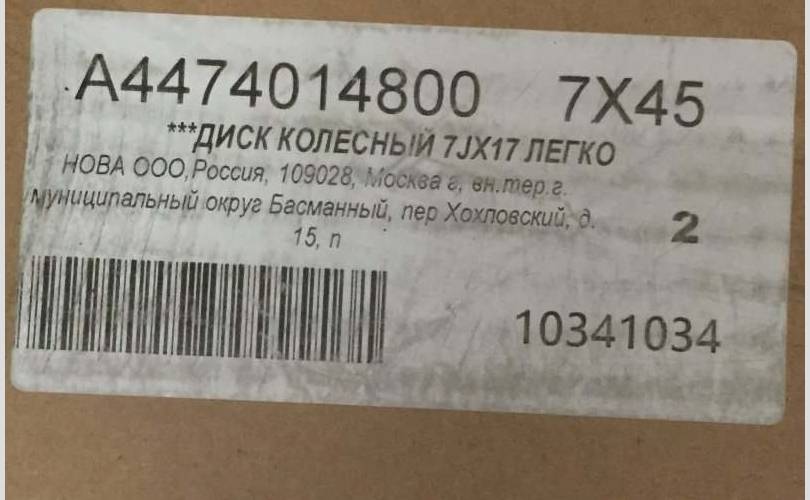 A4474014800 7X45
***ДИСК КОЛЕСНЫЙ 7JX17 ЛЕГКО
НОВА ООО,Россия, 109028, Москва г, вн.тер.г.
муниципальный округ Басманный, пер Хохловский, д.
15, п
2
10341034